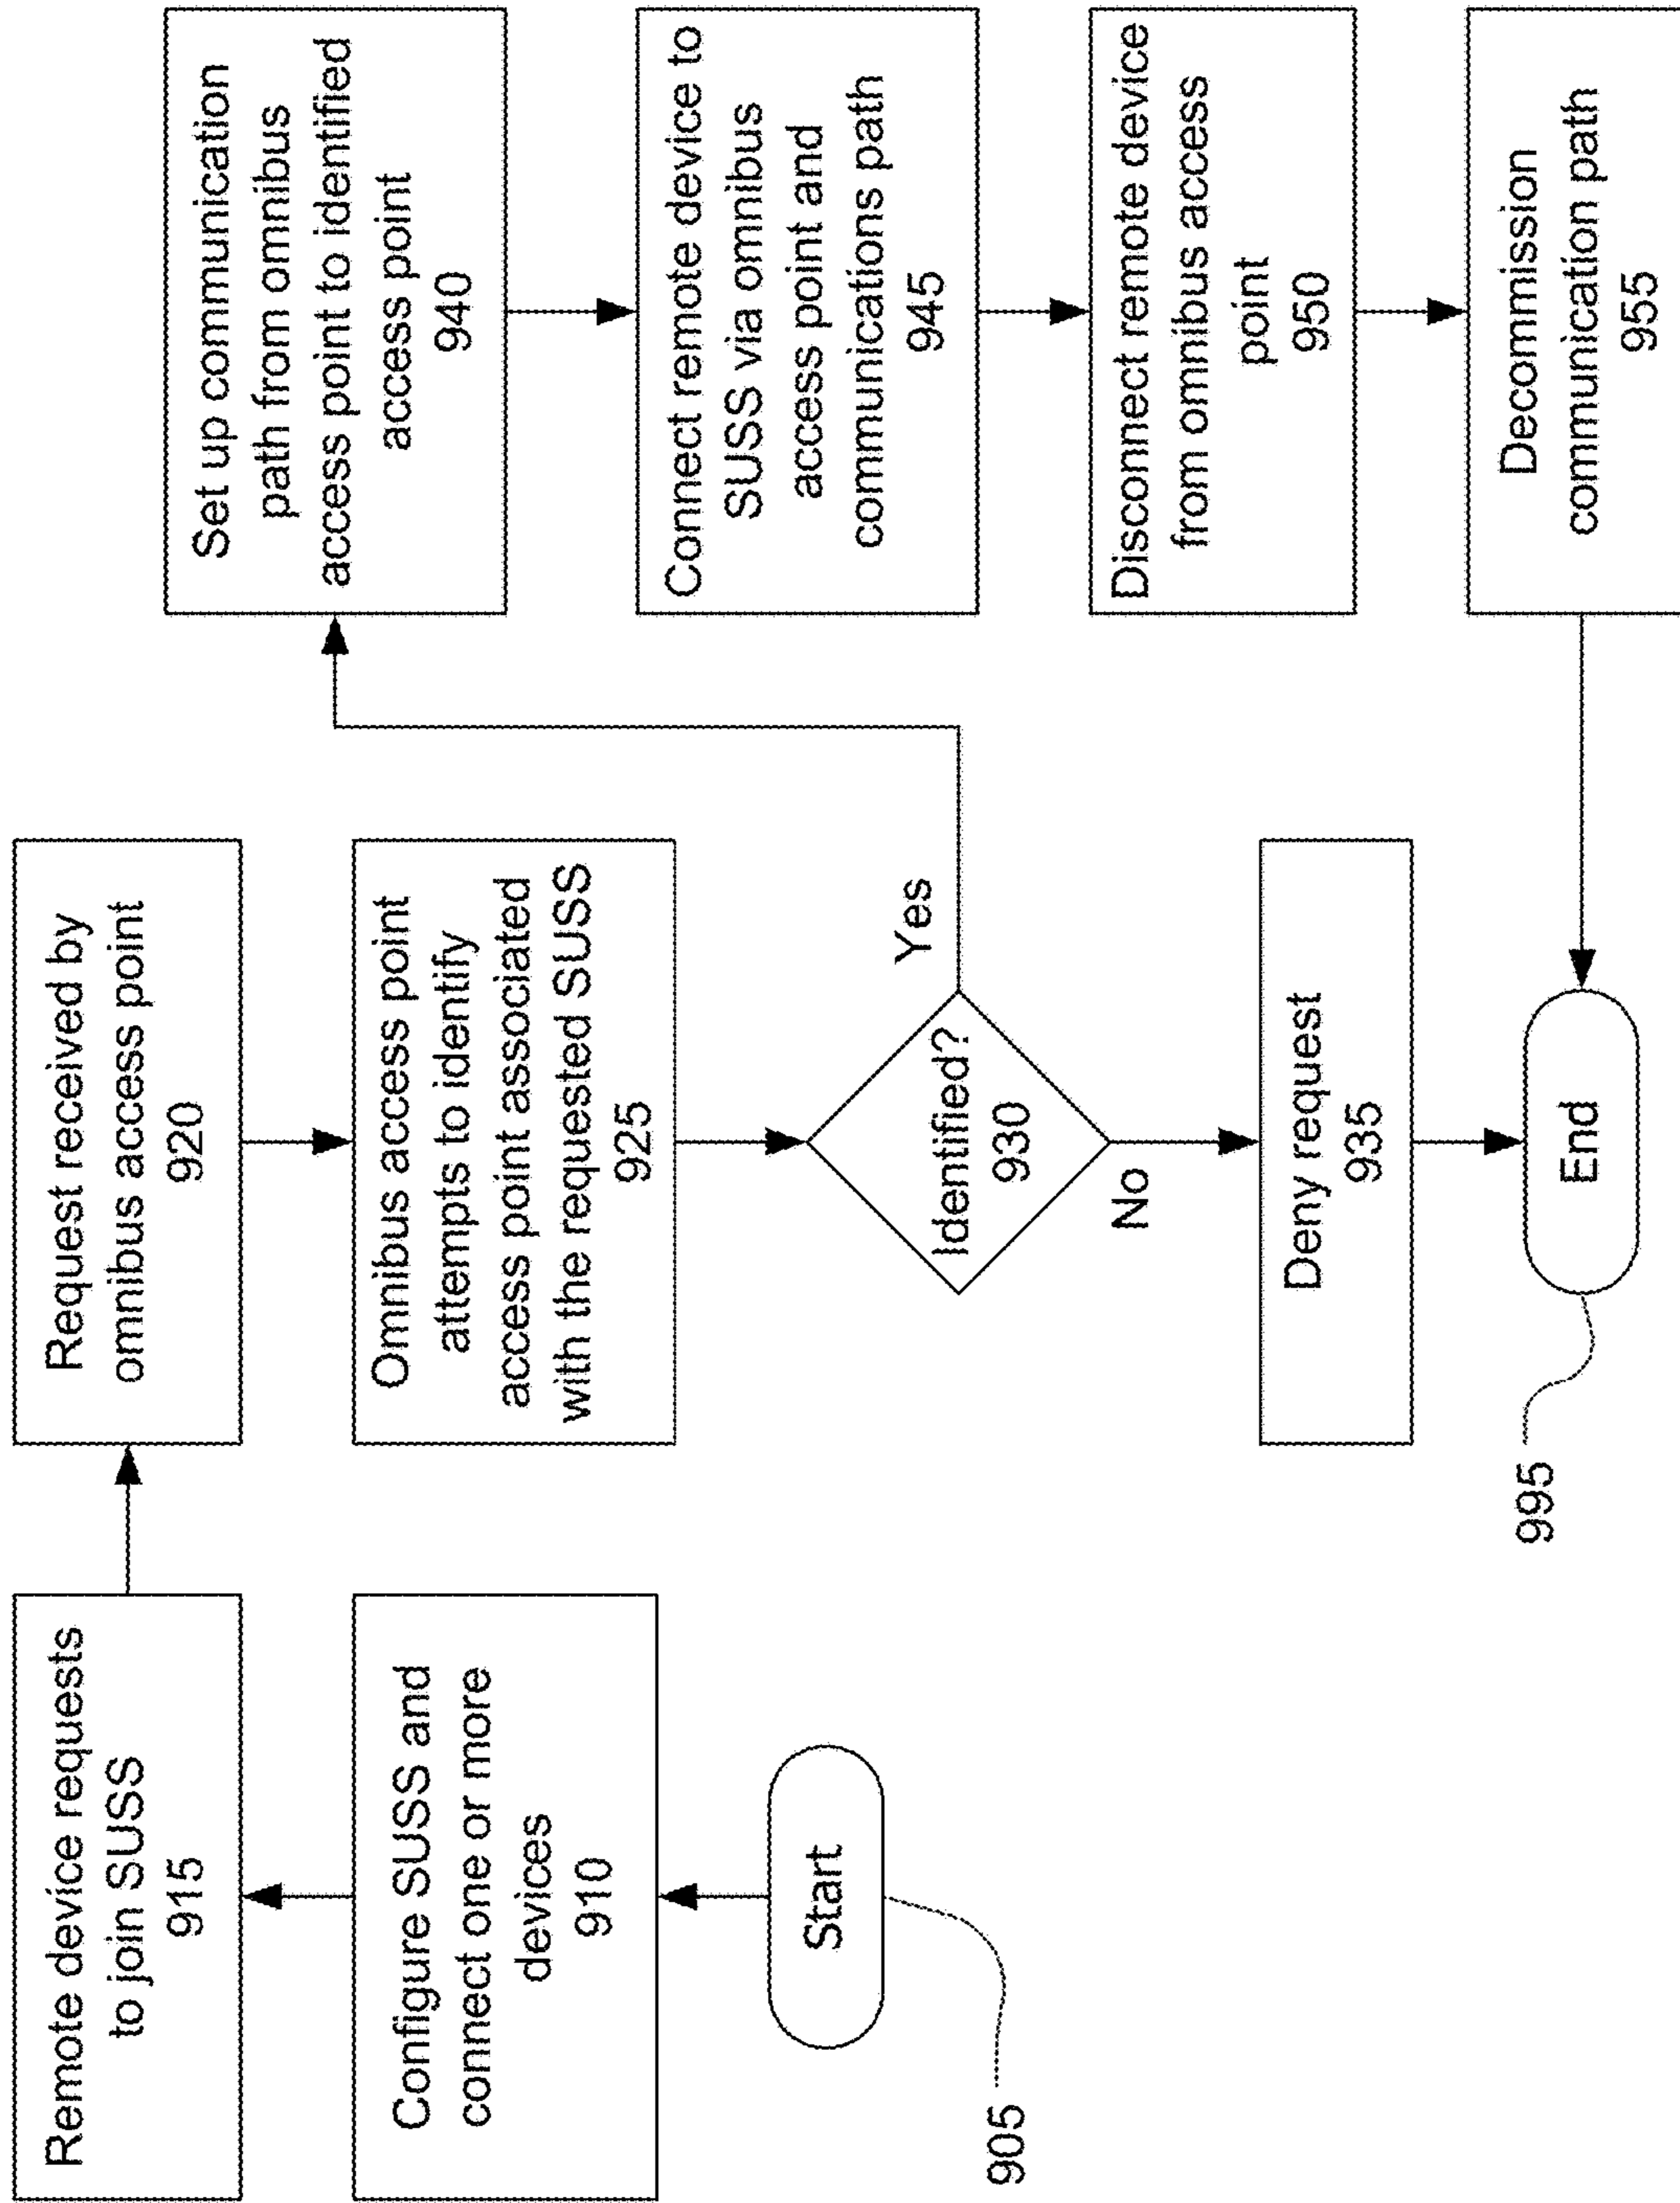 Remote device requests
to join SUSS
915
Configure SUSS and
connect one or more
devices
910
Start
905
Request received by
omnibus access point
920
Omnibus access point
attempts to identify
access point associated
with the requested SUSS
925
Identified?
930
Yes
No
Deny request
935
End
995
Set up communication
path from omnibus
access point to identified
access point
940
Connect remote device to
SUSS via omnibus
access point and
communications path
945
Disconnect remote device
from omnibus access
point
950
Decommission
communication path
955